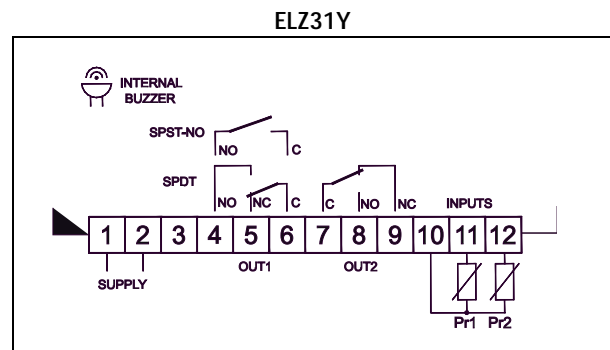 ELZ31Y
INTERNAL
BUZZER
SPST-NO
NO C
SPDT
NO NC C C NO NC INPUTS
1 2 3 4 5 6 7 8 9 10 11 12
SUPPLY OUT1 OUT2
Pr1 Pr2